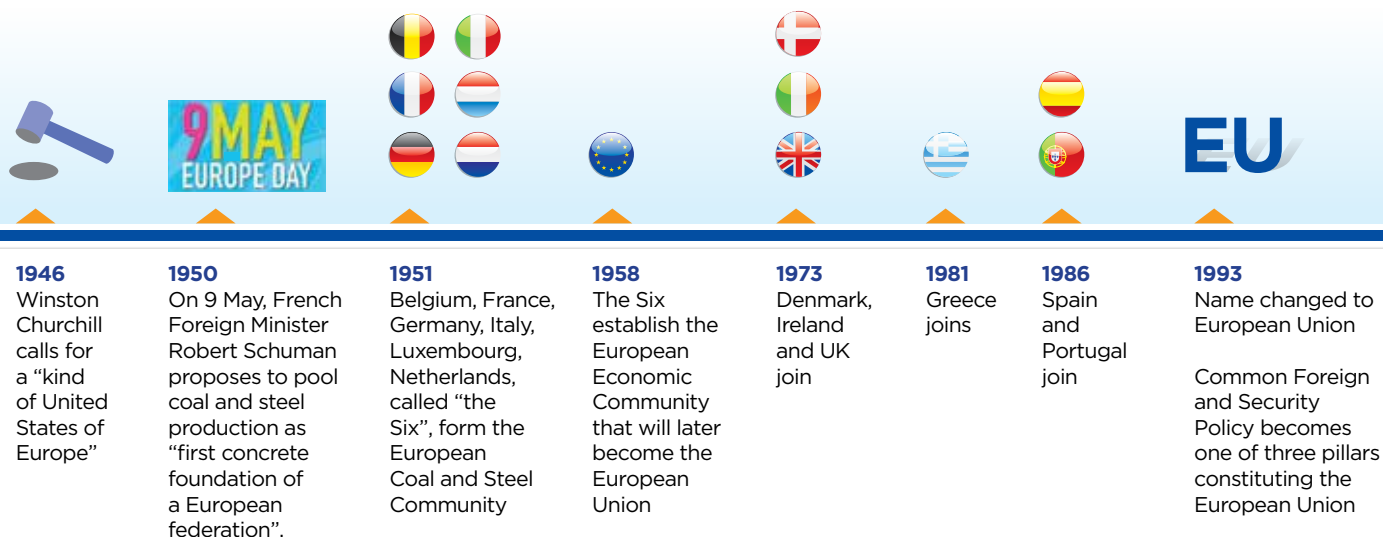 9 MAY
EUROPE DAY
EU
1946
Winston
Churchill
calls for
a “kind
of United
States of
Europe”
1950
On 9 May, French
Foreign Minister
Robert Schuman
proposes to pool
coal and steel
production as
“first concrete
foundation of
a European
federation”.
1951
Belgium, France,
Germany, Italy,
Luxembourg,
Netherlands,
called “the
Six”, form the
European
Coal and Steel
Community
1958
The Six
establish the
European
Economic
Community
that will later
become the
European
Union
1973
Denmark,
Ireland
and UK
join
1981
Greece
joins
1986
Spain
and
Portugal
join
1993
Name changed to
European Union
Common Foreign
and Security
Policy becomes
one of three pillars
constituting the
European Union